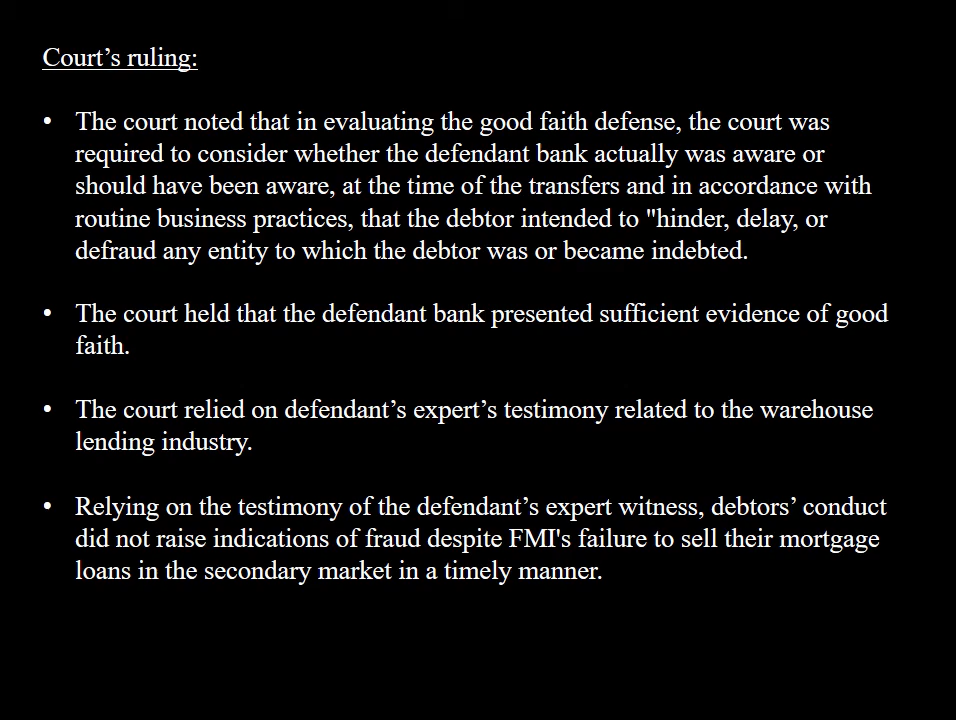 Court’s ruling:
• The court noted that in evaluating the good faith defense, the court was
required to consider whether the defendant bank actually was aware or
should have been aware, at the time of the transfers and in accordance with
routine business practices, that the debtor intended to "hinder, delay, or
defraud any entity to which the debtor was or became indebted.
• The court held that the defendant bank presented sufficient evidence of good
faith.
• The court relied on defendant’s expert’s testimony related to the warehouse
lending industry.
• Relying on the testimony of the defendant’s expert witness, debtors’ conduct
did not raise indications of fraud despite FMI's failure to sell their mortgage
loans in the secondary market in a timely manner.